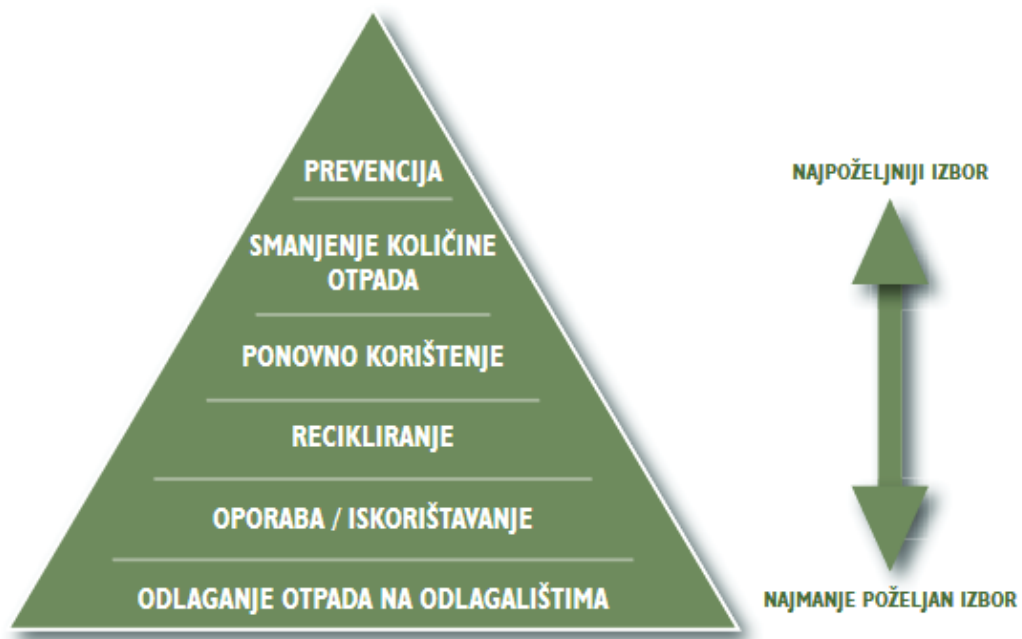 PREVENCIJA
SMANJENJE KOLIČINE
OTPADA
PONOVNO KORIŠTENJE
RECIKLIRANJE
OPORABA / ISKORIŠTAVANJE
ODLAGANJE OTPADA NA ODLAGALIŠTIMA
NAJPOŽELJNIJI IZBOR
NAJMANJE POŽELJAN IZBOR